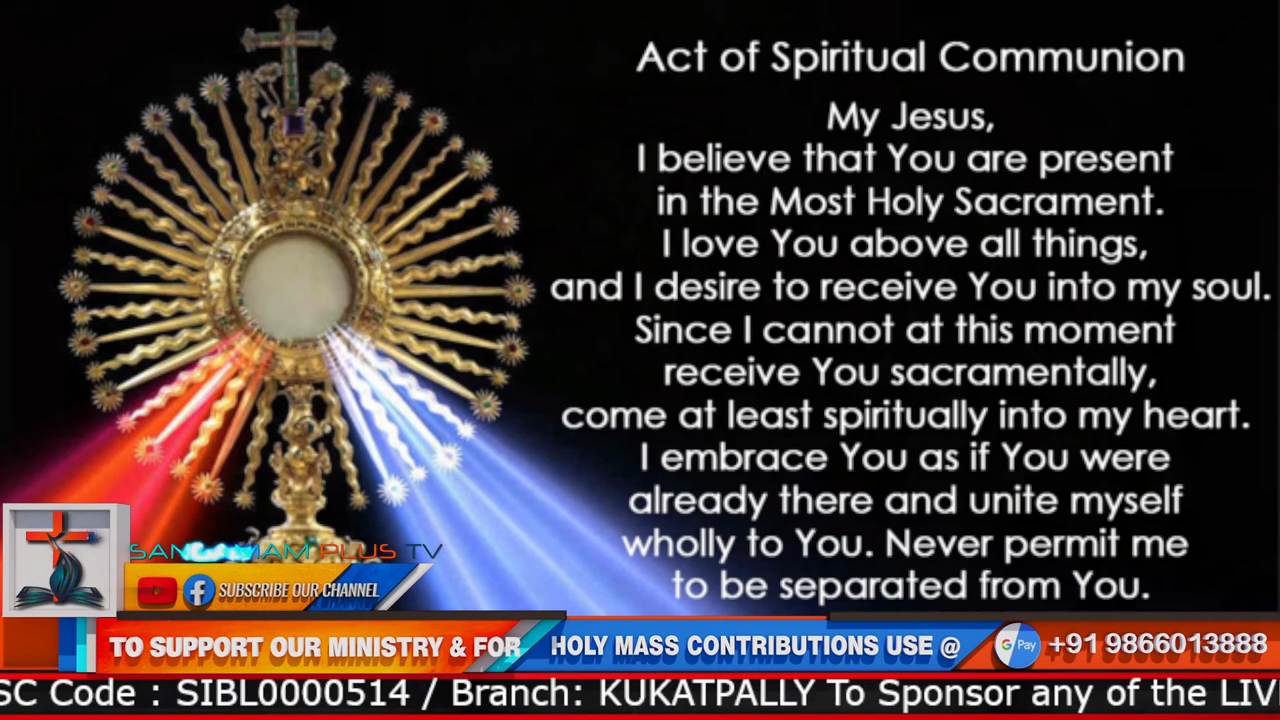 Act of Spiritual Communion
My Jesus,
I believe that You are present
in the Most Holy Sacrament.
I love You above all things,
and I desire to receive You into my soul.
Since I cannot at this moment
receive You sacramentally,
come at least spiritually into my heart.
I embrace You as if You were
already there and unite myself
wholly to You. Never permit me
to be separated from You.
PLUS TV
SUBSCRIBE OUR CHANNEL
TO SUPPORT OUR MINISTRY & FOR HOLY MASS CONTRIBUTIONS USE @ G Pay +91 9866013888
SC Code : SIBL0000514 / Branch: KUKATPALLY To Sponsor any of the LIV